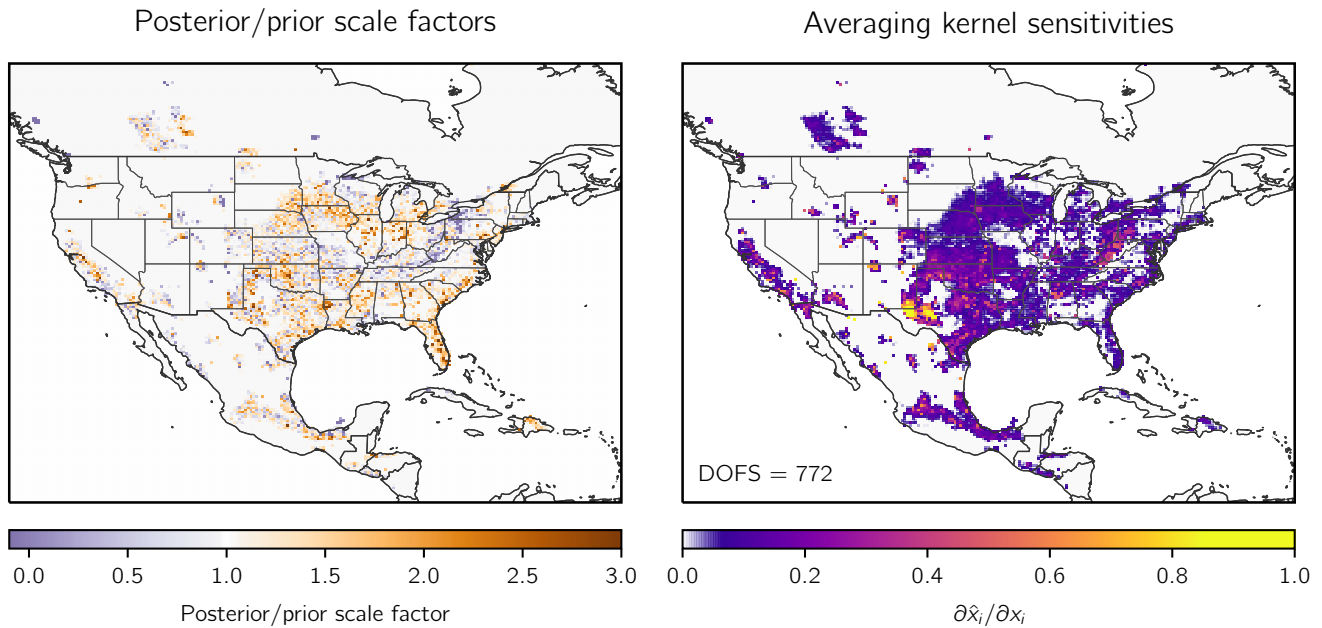 Posterior/prior scale factors
Averaging kernel sensitivities
DOFS = 772
0.0 0.5 1.0 1.5 2.0 2.5 3.0
0.0 0.2 0.4 0.6 0.8 1.0
Posterior/prior scale factor
∂x̂ᵢ/∂xᵢ